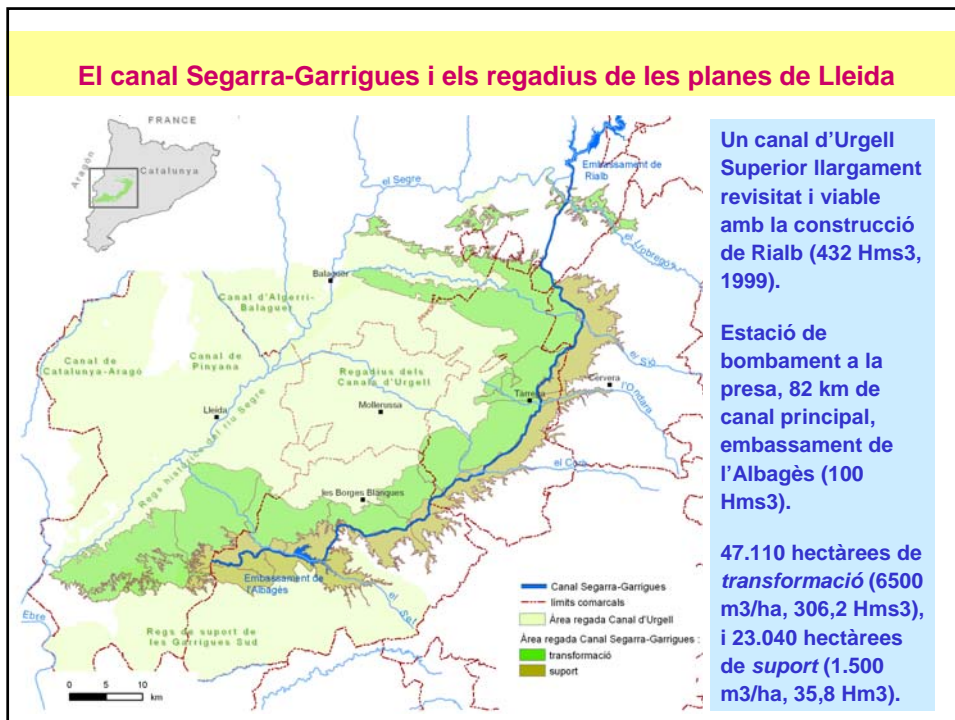 El canal Segarra-Garrigues i els regadius de les planes de Lleida
FRANCE
Aragón
Catalunya
Embassament de
Rialb
el Segre
el Llobregó
Balaguer
Canal d'Algerri-
Balaguer
Canal de
Catalunya-Aragó
Canal de
Pinyana
Regadius dels
Canals d'Urgell
el Sió
Cervera
l'Ondara
Tàrrega
Lleida
Mollerussa
Regs històrics del riu Segre
el Corb
les Borges Blanques
Embassament de
l'Albagès
el Set
Ebre
Regs de suport de
les Garrigues Sud
0 5 10
km
Canal Segarra-Garrigues
límits comarcals
Àrea regada Canal d'Urgell
Àrea regada Canal Segarra-Garrigues :
transformació
suport
Un canal d'Urgell
Superior llargament
revisitat i viable
amb la construcció
de Rialb (432 Hms3,
1999).
Estació de
bombament a la
presa, 82 km de
canal principal,
embassament de
l'Albagès (100
Hms3).
47.110 hectàrees de
transformació (6500
m3/ha, 306,2 Hms3),
i 23.040 hectàrees
de suport (1.500
m3/ha, 35,8 Hm3).